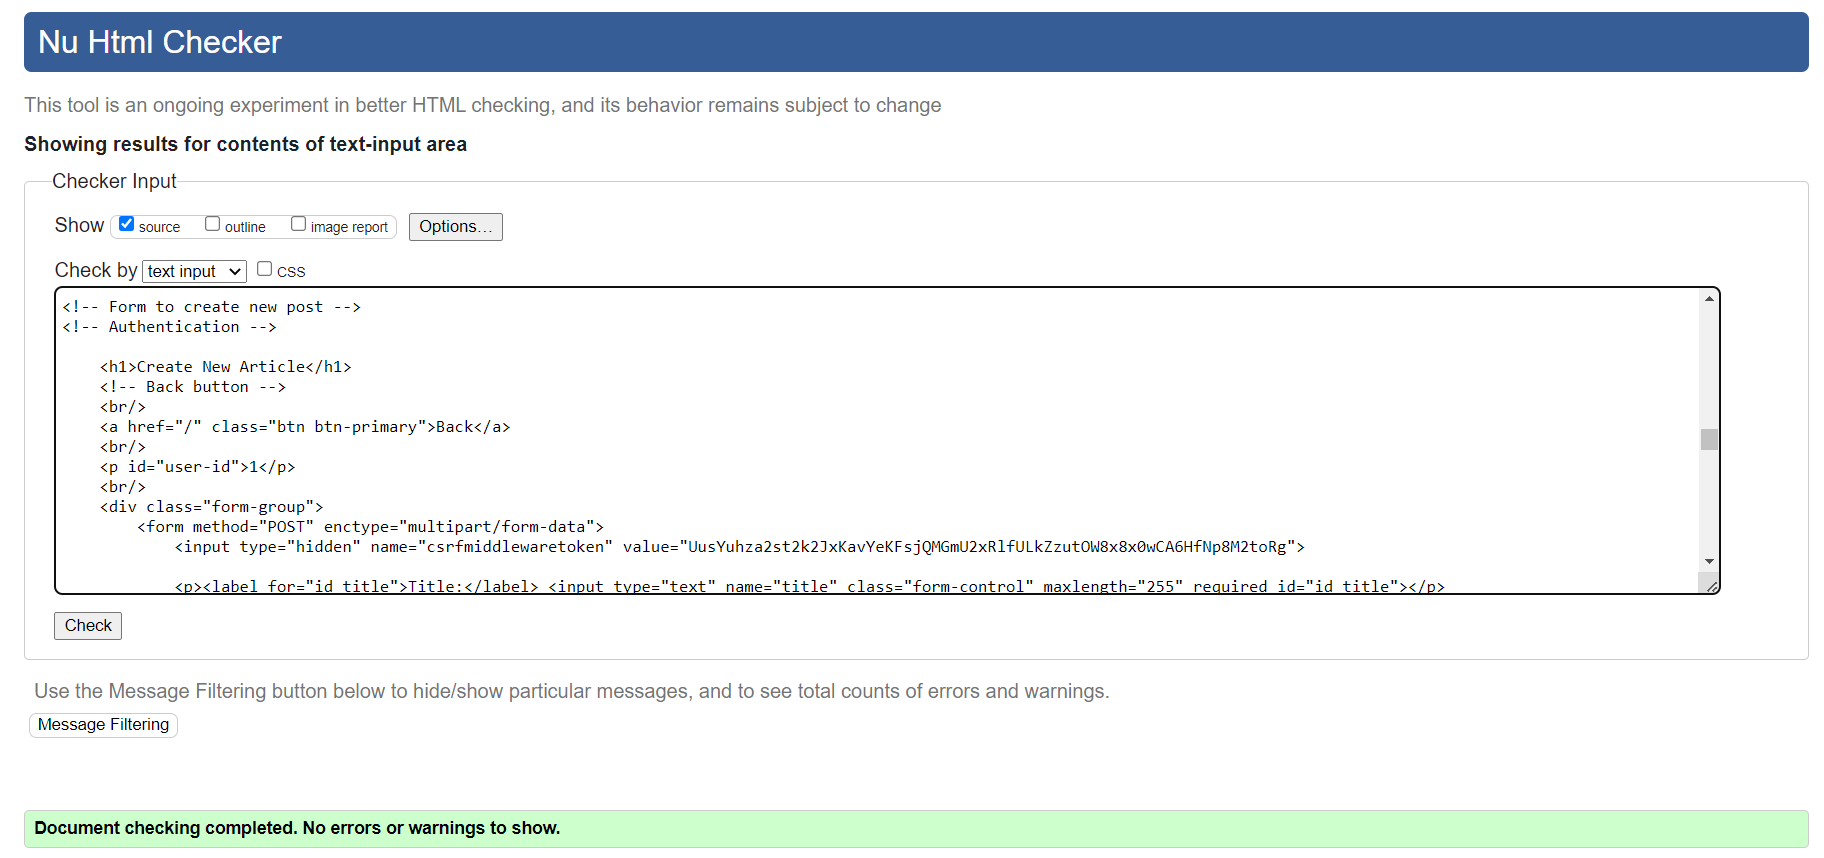 Nu Html Checker
This tool is an ongoing experiment in better HTML checking, and its behavior remains subject to change
Showing results for contents of text-input area
Checker Input
Show source outline image report Options...
Check by text input CSS
<!-- Form to create new post -->
<!-- Authentication -->
<h1>Create New Article</h1>
<!-- Back button -->
<br/>
<a href="/" class="btn btn-primary">Back</a>
<br/>
<p id="user-id">1</p>
<br/>
<div class="form-group">
<form method="POST" enctype="multipart/form-data">
<input type="hidden" name="csrfmiddlewaretoken" value="UusYuhza2st2k2JxKavYeKFsjQMGmU2xRlfULkZzutOW8x8x0wCA6HfNp8M2toRg">
<p><label for="id_title">Title:</label> <input type="text" name="title" class="form-control" maxlength="255" required id="id_title"></p>
Check
Use the Message Filtering button below to hide/show particular messages, and to see total counts of errors and warnings.
Message Filtering
Document checking completed. No errors or warnings to show.